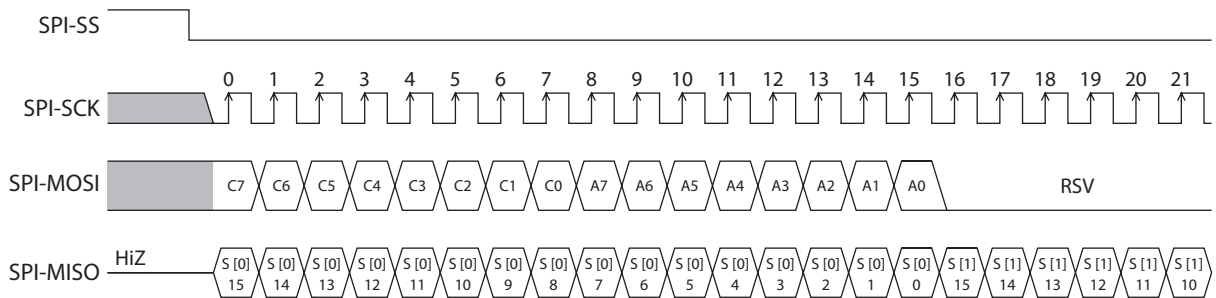 SPI-SS
0 1 2 3 4 5 6 7 8 9 10 11 12 13 14 15 16 17 18 19 20 21
SPI-SCK
SPI-MOSI C7 C6 C5 C4 C3 C2 C1 C0 A7 A6 A5 A4 A3 A2 A1 A0 RSV
HiZ S [0] S [0] S [0] S [0] S [0] S [0] S [0] S [0] S [0] S [0] S [0] S [0] S [0] S [0] S [0] S [0] S [1] S [1] S [1] S [1] S [1] S [1]
SPI-MISO
15 14 13 12 11 10 9 8 7 6 5 4 3 2 1 0 15 14 13 12 11 10